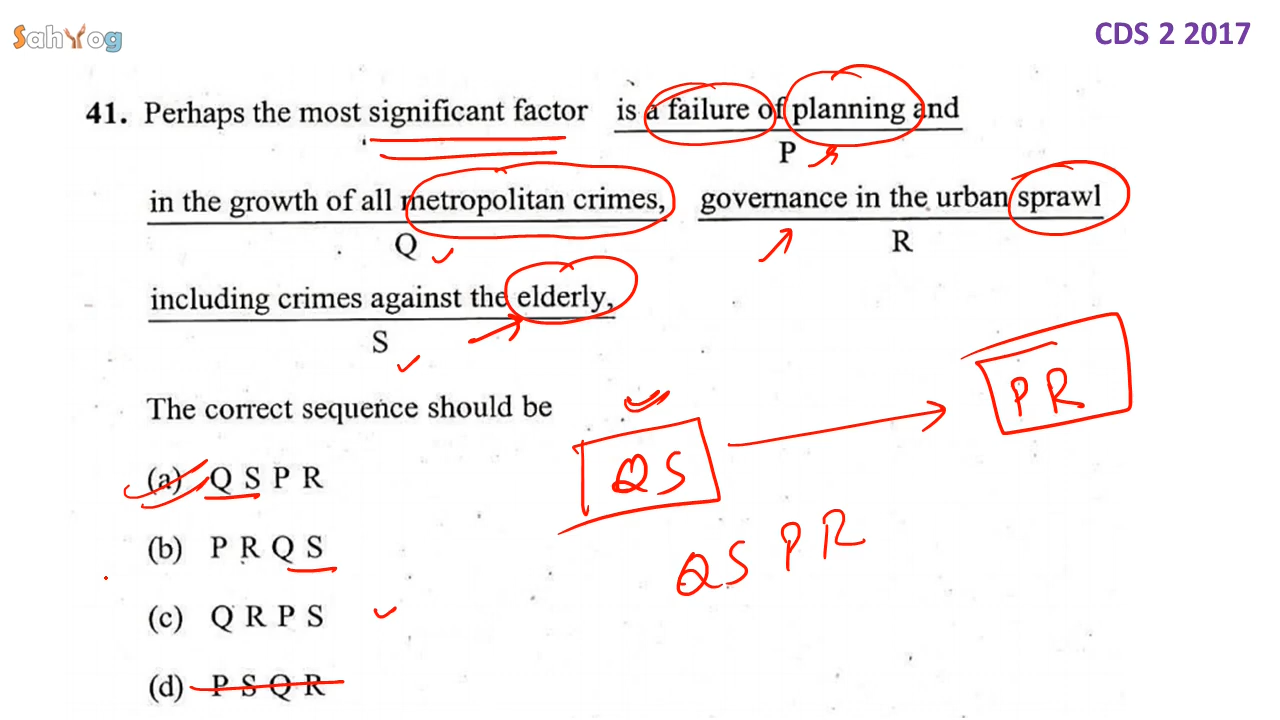 SahYog
CDS 2 2017
41. Perhaps the most significant factor is a failure of planning and
P
in the growth of all metropolitan crimes, governance in the urban sprawl
Q R
including crimes against the elderly,
S
The correct sequence should be
(a) Q S P R
(b) P R Q S
(c) Q R P S
(d) P S Q R
QS
PR
QS PR